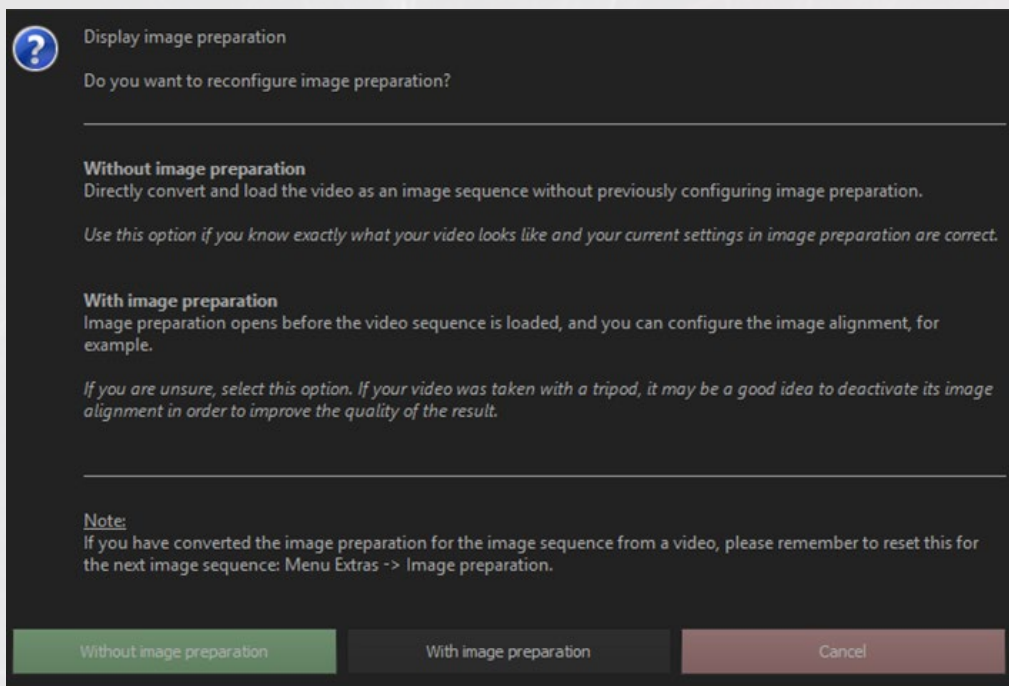 Display image preparation
Do you want to reconfigure image preparation?
Without image preparation
Directly convert and load the video as an image sequence without previously configuring image preparation.
Use this option if you know exactly what your video looks like and your current settings in image preparation are correct.
With image preparation
Image preparation opens before the video sequence is loaded, and you can configure the image alignment, for
example.
If you are unsure, select this option. If your video was taken with a tripod, it may be a good idea to deactivate its image
alignment in order to improve the quality of the result.
Note:
If you have converted the image preparation for the image sequence from a video, please remember to reset this for
the next image sequence: Menu Extras -> Image preparation.
Without image preparation
With image preparation
Cancel